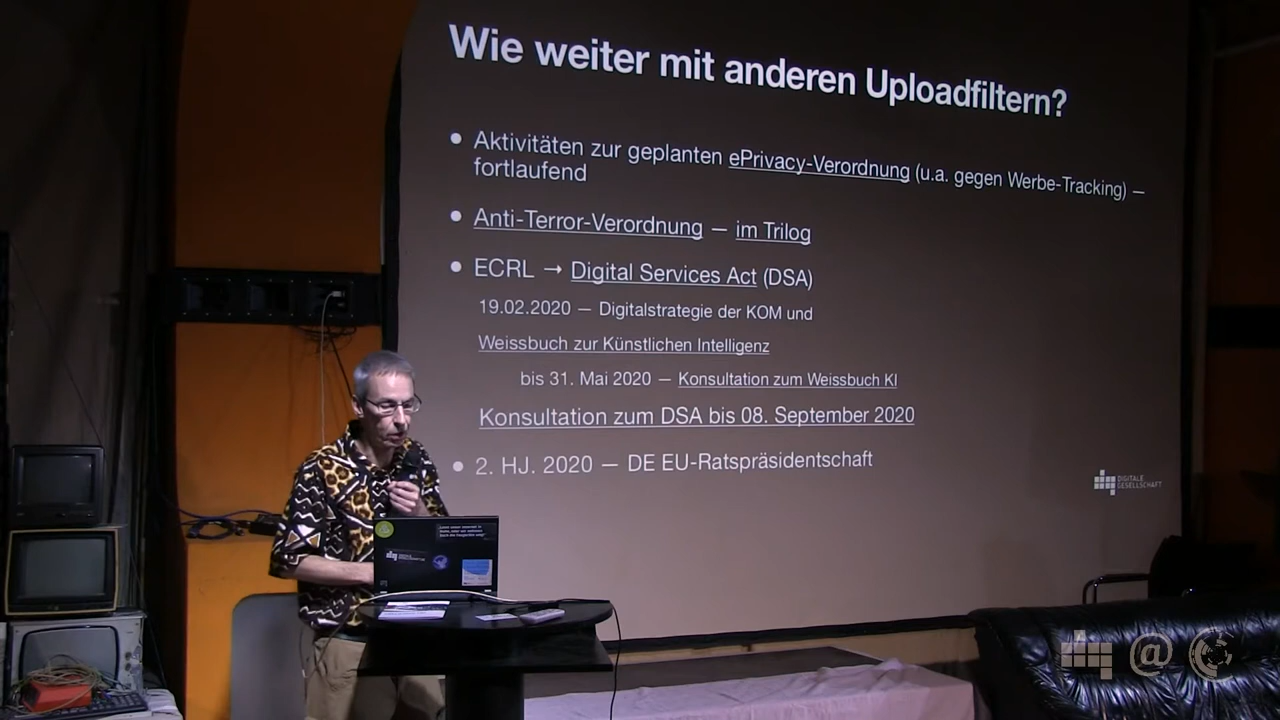 Wie weiter mit anderen Uploadfiltern?
Aktivitäten zur geplanten ePrivacy-Verordnung (u.a. gegen Werbe-Tracking) —
fortlaufend
Anti-Terror-Verordnung — im Trilog
ECRL → Digital Services Act (DSA)
19.02.2020 — Digitalstrategie der KOM und
Weissbuch zur Künstlichen Intelligenz
bis 31. Mai 2020 — Konsultation zum Weissbuch KI
Konsultation zum DSA bis 08. September 2020
2. HJ. 2020 — DE EU-Ratspräsidentschaft
DIGITALE
GESELLSCHAFT
@